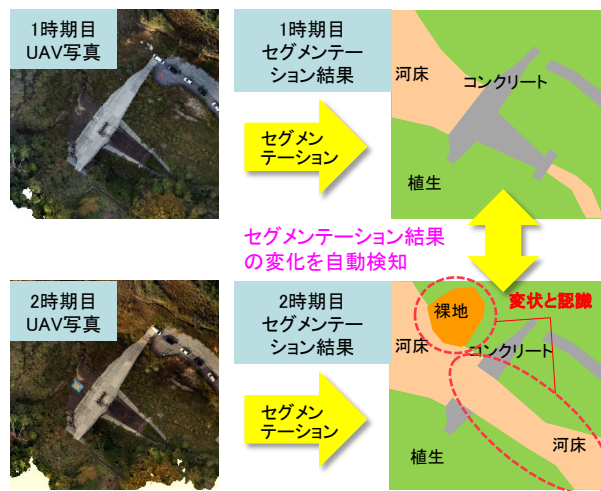 1時期目
UAV写真
1時期目
セグメンテー
ション結果
河床
コンクリート
セグメン
テーション
植生
セグメンテーション結果
の変化を自動検知
2時期目
UAV写真
2時期目
セグメンテー
ション結果
裸地
変状と認識
河床
コンクリート
セグメン
テーション
植生
河床